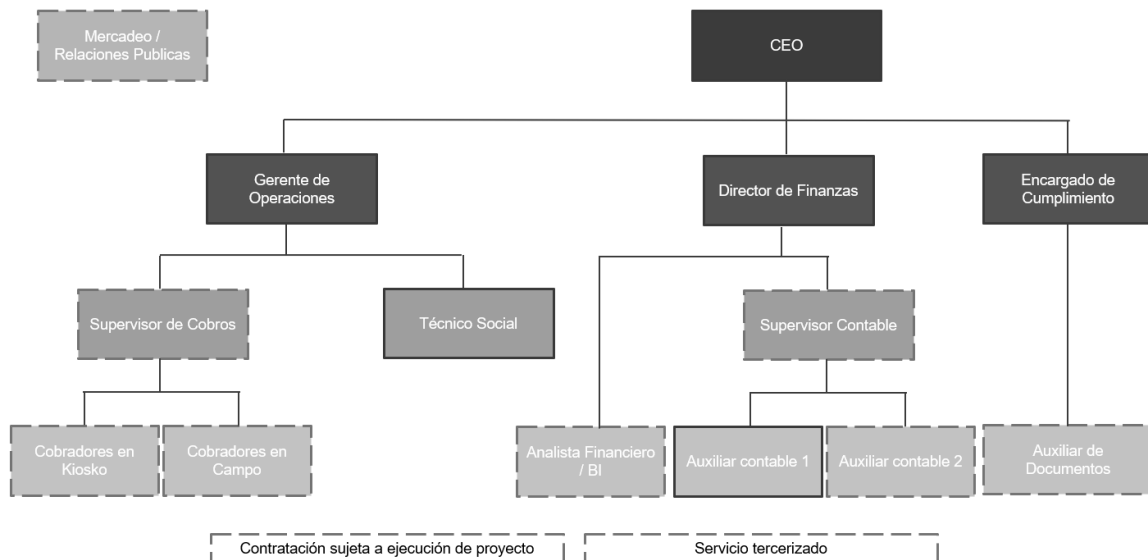 Mercadeo /
Relaciones Publicas
CEO
Gerente de
Operaciones
Director de Finanzas
Encargado de
Cumplimiento
Supervisor de Cobros
Técnico Social
Supervisor Contable
Cobradores en
Kiosko
Cobradores en
Campo
Analista Financiero
/ BI
Auxiliar contable 1
Auxiliar contable 2
Auxiliar de
Documentos
Contratación sujeta a ejecución de proyecto
Servicio tercerizado